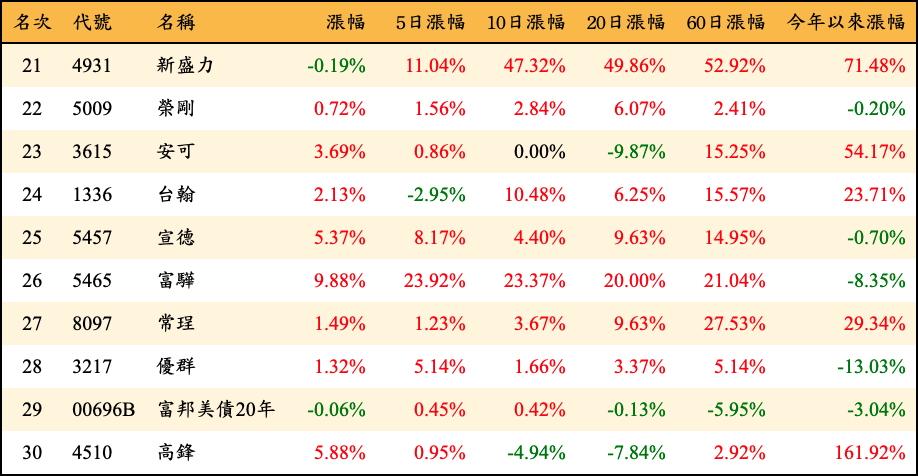 名次 代號 名稱 漲幅 5日漲幅 10日漲幅 20日漲幅 60日漲幅 今年以來漲幅
21 4931 新盛力 -0.19% 11.04% 47.32% 49.86% 52.92% 71.48%
22 5009 榮剛 0.72% 1.56% 2.84% 6.07% 2.41% -0.20%
23 3615 安可 3.69% 0.86% 0.00% -9.87% 15.25% 54.17%
24 1336 台翰 2.13% -2.95% 10.48% 6.25% 15.57% 23.71%
25 5457 宣德 5.37% 8.17% 4.40% 9.63% 14.95% -0.70%
26 5465 富驊 9.88% 23.92% 23.37% 20.00% 21.04% -8.35%
27 8097 常珵 1.49% 1.23% 3.67% 9.63% 27.53% 29.34%
28 3217 優群 1.32% 5.14% 1.66% 3.37% 5.14% -13.03%
29 00696B 富邦美債20年 -0.06% 0.45% 0.42% -0.13% -5.95% -3.04%
30 4510 高鋒 5.88% 0.95% -4.94% -7.84% 2.92% 161.92%